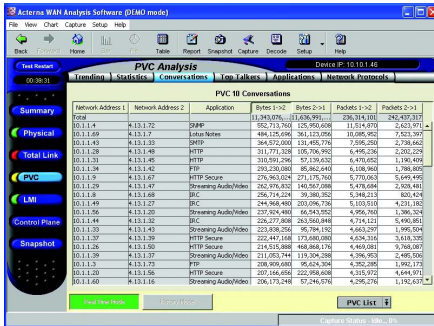 Acterna WAN Analysis Software (DEMO mode)
File View Chart Capture Setup Help
Back Forward Home Table Report Snapshot Capture Decode Setup Help
Test Restart
00:39:31
PVC Analysis
Device IP: 10.10.1.46
Trending Statistics Conversations Top Talkers Applications Network Protocols
Summary
Physical
Total Link
PVC
LMI
Control Plane
Snapshot
PVC 10 Conversations
Network Address 1 Network Address 2 Application Bytes 1->2 Bytes 2->1 Packets 1->2 Packets 2->1
Total 11,343,076,... 11,636,991,... 236,314,101 242,437,317
10.1.1.4 4.13.1.72 SNMP 552,713,760 125,950,608 11,514,870 2,623,971
10.1.1.69 4.13.1.7 Lotus Notes 484,125,696 361,123,056 10,085,952 7,523,397
10.1.1.43 4.13.1.33 SMTP 364,572,000 131,455,776 7,595,250 2,738,662
10.1.1.28 4.13.1.48 HTTP 311,771,328 105,706,992 6,495,236 2,202,229
10.1.1.31 4.13.1.45 HTTP 310,591,296 57,139,632 6,470,652 1,190,409
10.1.1.34 4.13.1.42 FTP 293,230,080 85,862,640 6,108,960 1,788,805
10.1.1.9 4.13.1.67 HTTP Secure 276,963,024 271,175,760 5,770,063 5,649,495
10.1.1.29 4.13.1.47 Streaming Audio/Video 262,976,832 140,567,088 5,478,684 2,928,481
10.1.1.8 4.13.1.68 IRC 256,714,224 39,380,352 5,348,213 820,424
10.1.1.49 4.13.1.27 IRC 244,968,480 203,096,736 5,103,510 4,231,182
10.1.1.56 4.13.1.20 Streaming Audio/Video 237,924,480 66,543,552 4,956,760 1,386,324
10.1.1.44 4.13.1.32 IRC 226,277,808 263,560,848 4,714,121 5,490,851
10.1.1.33 4.13.1.43 Streaming Audio/Video 223,838,256 95,784,192 4,663,297 1,995,504
10.1.1.37 4.13.1.39 HTTP Secure 222,447,168 173,680,080 4,634,316 3,618,335
10.1.1.26 4.13.1.50 HTTP Secure 214,515,888 468,868,176 4,469,081 9,768,087
10.1.1.39 4.13.1.37 Streaming Audio/Video 211,053,744 119,304,288 4,396,953 2,485,506
10.1.1.3 4.13.1.73 FTP 208,909,680 95,624,304 4,352,285 1,992,173
10.1.1.20 4.13.1.56 HTTP Secure 207,166,656 222,958,608 4,315,972 4,644,971
10.1.1.60 4.13.1.16 Streaming Audio/Video 206,173,248 57,246,576 4,295,276 1,192,637
Real Time Mode History Mode PVC List
Capture Status - Idle... 0%